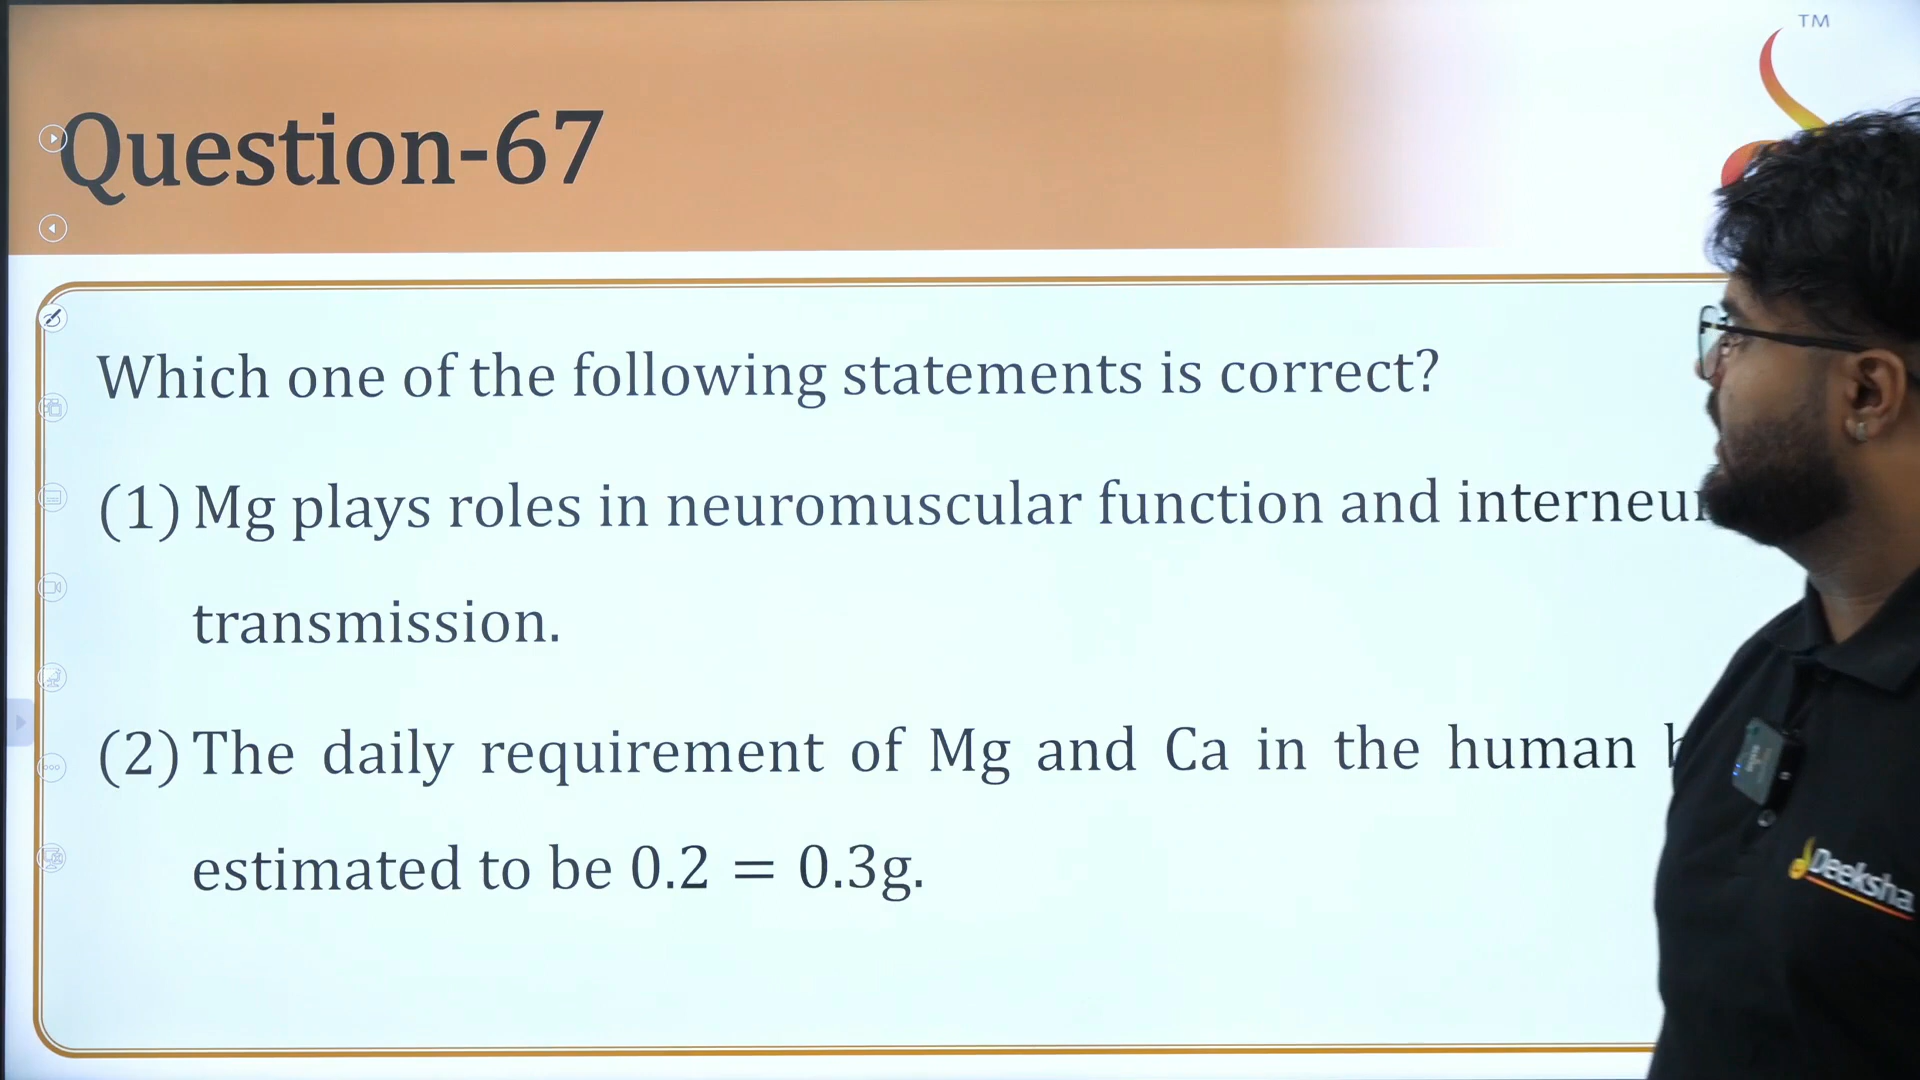 TM
Question-67
Which one of the following statements is correct?
(1) Mg plays roles in neuromuscular function and
transmission.
(2) The daily requirement of Mg and Ca in the human
estimated to be 0.2 = 0.3g.
Deeksha